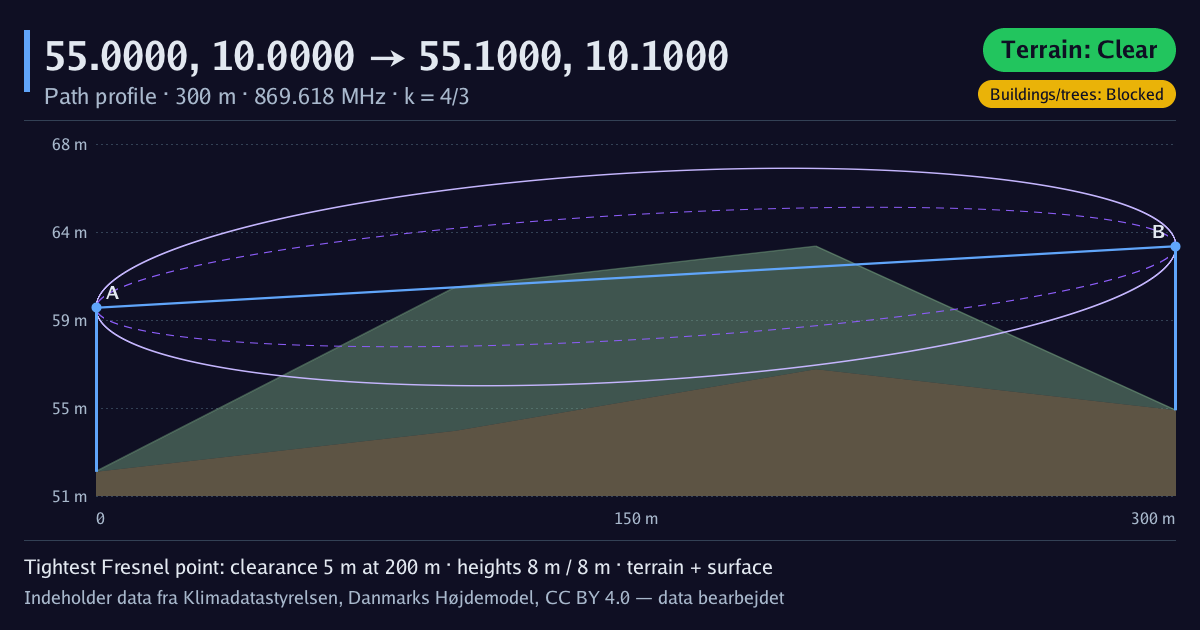 55.0000, 10.0000 → 55.1000, 10.1000
Terrain: Clear
Path profile · 300 m · 869.618 MHz · k = 4/3
Buildings/trees: Blocked
68 m
64 m
B
A
59 m
55 m
51 m
0
150 m
300 m
Tightest Fresnel point: clearance 5 m at 200 m · heights 8 m / 8 m · terrain + surface
Indeholder data fra Klimadatastyrelsen, Danmarks Højdemodel, CC BY 4.0 — data bearbejdet